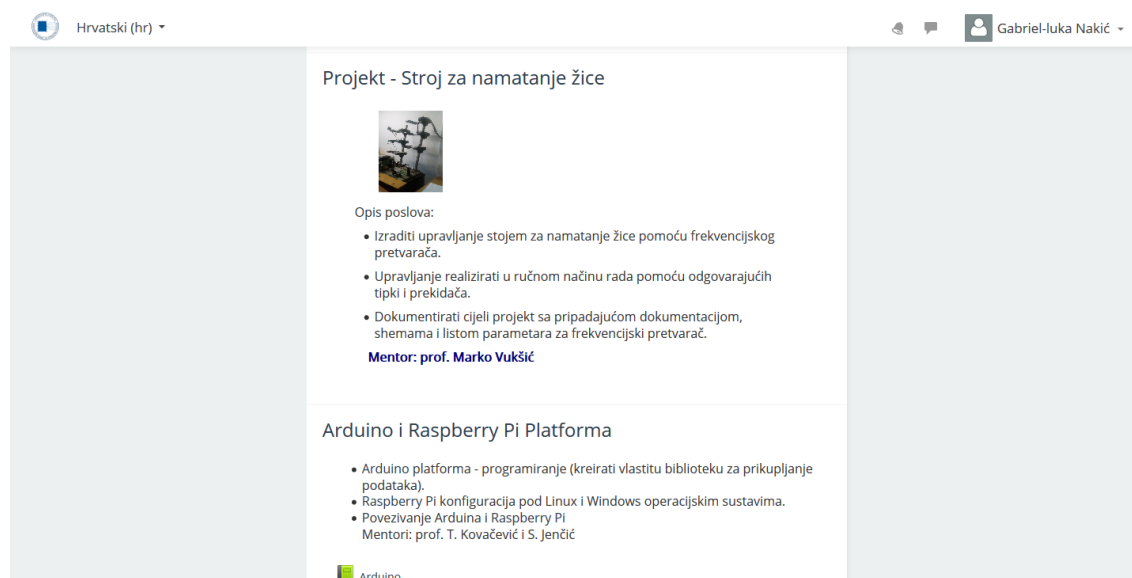 Hrvatski (hr)
Gabriel-luka Nakić
Projekt - Stroj za namatanje žice
Opis poslova:
Izraditi upravljanje stojem za namatanje žice pomoću frekvencijskog
pretvarača.
Upravljanje realizirati u ručnom načinu rada pomoću odgovarajućih
tipki i prekidača.
Dokumentirati cijeli projekt sa pripadajućom dokumentacijom,
shemama i listom parametara za frekvencijski pretvarač.
Mentor: prof. Marko Vukšić
Arduino i Raspberry Pi Platforma
Arduino platforma - programiranje (kreirati vlastitu biblioteku za prikupljanje
podataka).
Raspberry Pi konfiguracija pod Linux i Windows operacijskim sustavima.
Povezivanje Arduina i Raspberry Pi
Mentori: prof. T. Kovačević i S. Jenčić
Arduino